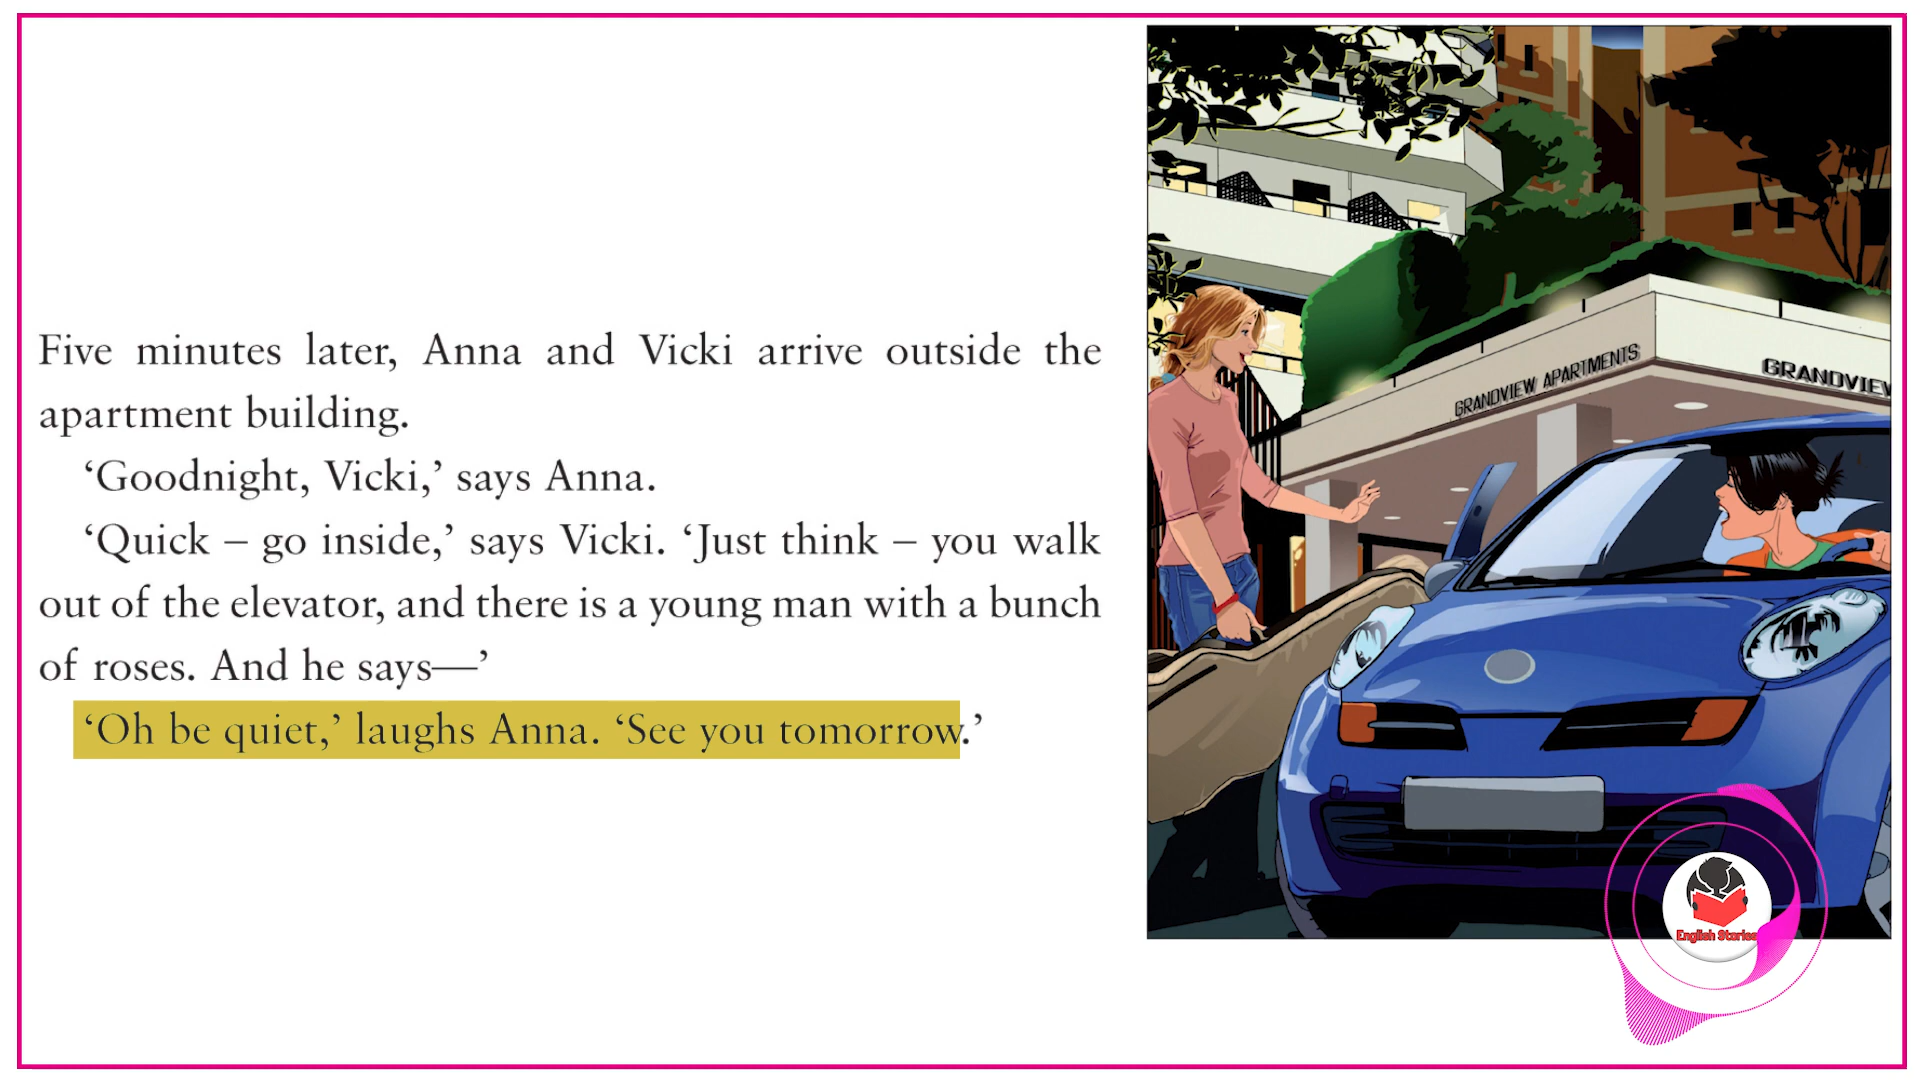 Five minutes later, Anna and Vicki arrive outside the
apartment building.
‘Goodnight, Vicki,’ says Anna.
‘Quick – go inside,’ says Vicki. ‘Just think – you walk
out of the elevator, and there is a young man with a bunch
of roses. And he says—’
‘Oh be quiet,’ laughs Anna. ‘See you tomorrow.’
GRANDVIEW APARTMENTS
GRANDVIEW
English Stories